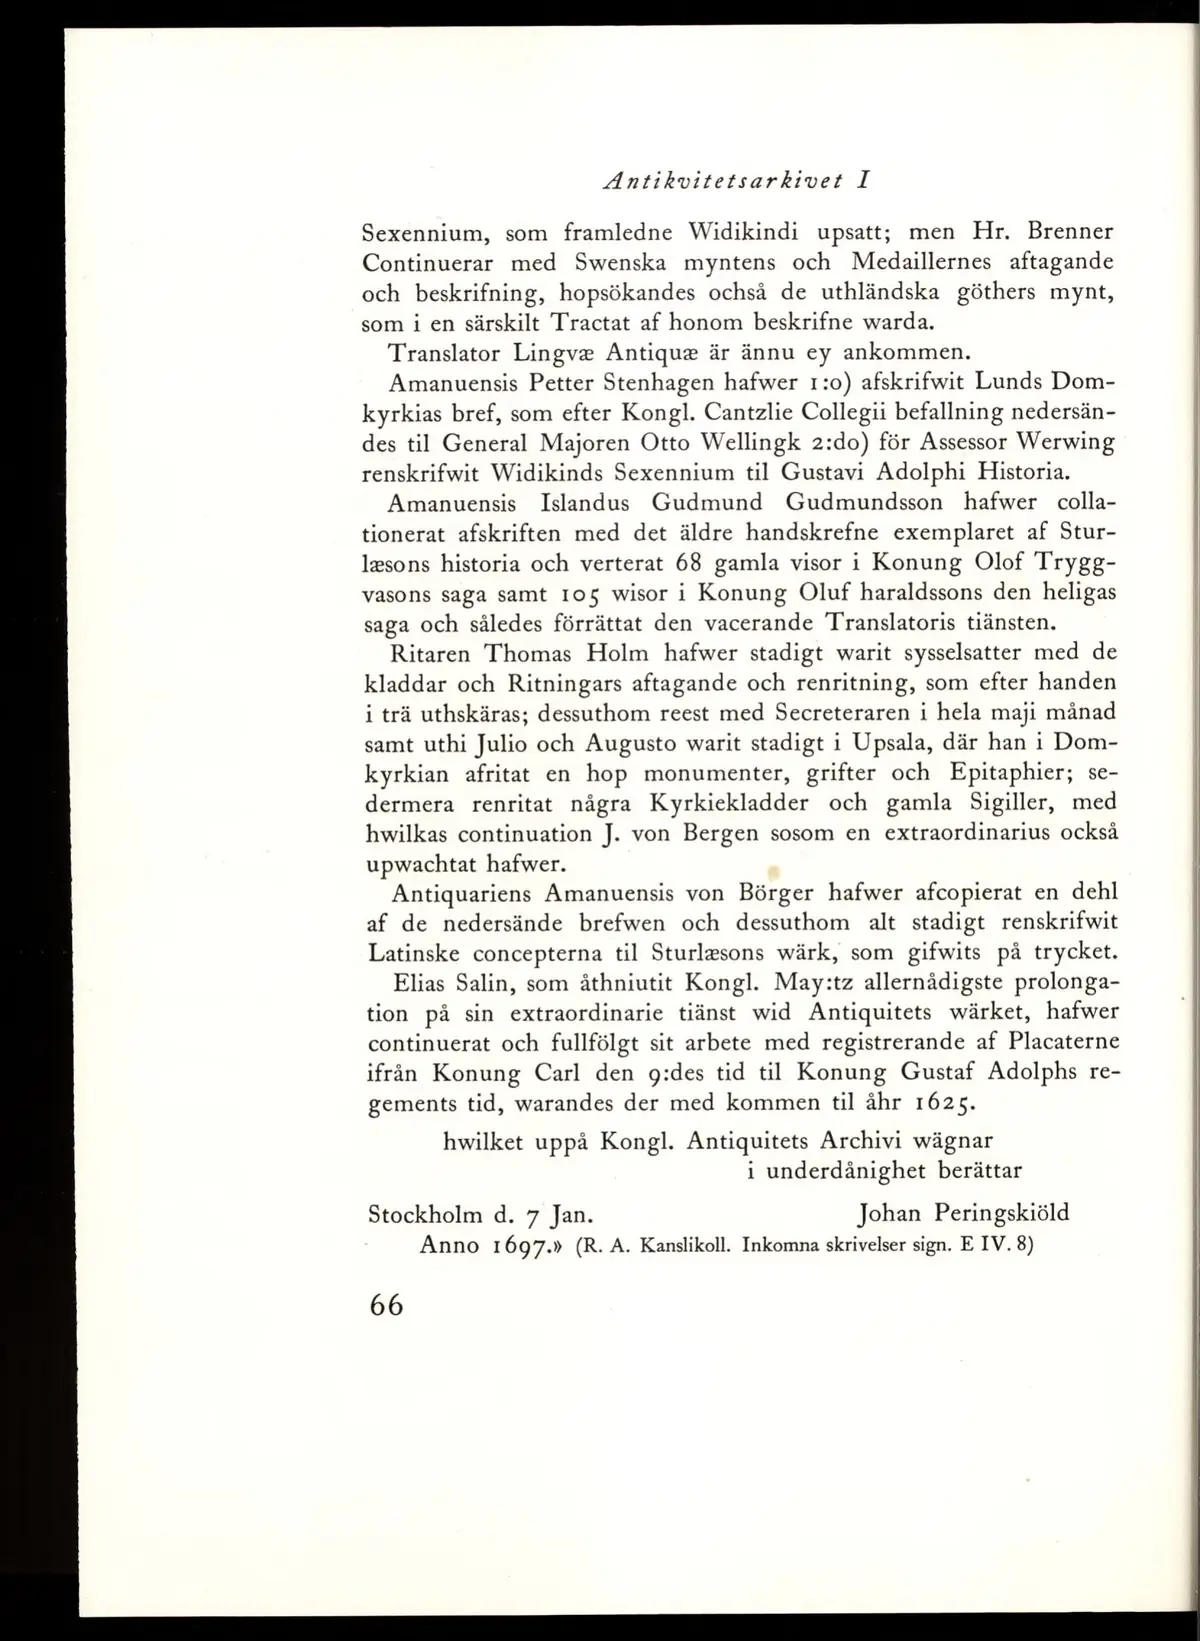 Antikvitetsarkivet I
Sexennium, som framledne Widikindi upsatt; men Hr. Brenner
Continuerar med Swenska myntens och Medaillernes aftagande
och beskrifning, hopsökandes ochså de uthländska göthers mynt,
som i en särskilt Tractat af honom beskrifne warda.
Translator Lingvæ Antiquæ är ännu ey ankommen.
Amanuensis Petter Stenhagen hafwer 1:o) afskrifwit Lunds Dom-
kyrkias bref, som efter Kongl. Cantzlie Collegii befallning nedersän-
des til General Majoren Otto Wellingk 2:do) för Assessor Werwing
renskrifwit Widikinds Sexennium til Gustavi Adolphi Historia.
Amanuensis Islandus Gudmund Gudmundsson hafwer colla-
tionerat afskriften med det äldre handskrefne exemplaret af Stur-
læsons historia och verterat 68 gamla visor i Konung Olof Trygg-
vasons saga samt 105 wisor i Konung Oluf haraldssons den heligas
saga och således förrättat den vacerande Translatoris tiänsten.
Ritaren Thomas Holm hafwer stadigt warit sysselsatter med de
kladdar och Ritningars aftagande och renritning, som efter handen
i trä uthskäras; dessuthom reest med Secreteraren i hela maji månad
samt uthi Julio och Augusto warit stadigt i Upsala, där han i Dom-
kyrkian afritat en hop monumenter, grifter och Epitaphier; se-
dermera renritat några Kyrkiekladder och gamla Sigiller, med
hwilkas continuation J. von Bergen sosom en extraordinarius också
upwachtat hafwer.
Antiquariens Amanuensis von Börger hafwer afcopierat en dehl
af de nedersände brefwen och dessuthom alt stadigt renskrifwit
Latinske concepterna til Sturlæsons wärk, som gifwits på trycket.
Elias Salin, som åthniutit Kongl. May:tz allernådigste prolonga-
tion på sin extraordinarie tiänst wid Antiquitets wärket, hafwer
continuerat och fullfölgt sit arbete med registrerande af Placaterne
ifrån Konung Carl den 9:des tid til Konung Gustaf Adolphs re-
gements tid, warandes der med kommen til åhr 1625.
hwilket uppå Kongl. Antiquitets Archivi wägnar
i underdånighet berättar
Stockholm d. 7 Jan. Johan Peringskiöld
Anno 1697.» (R. A. Kanslikoll. Inkomna skrivelser sign. E IV. 8)
66